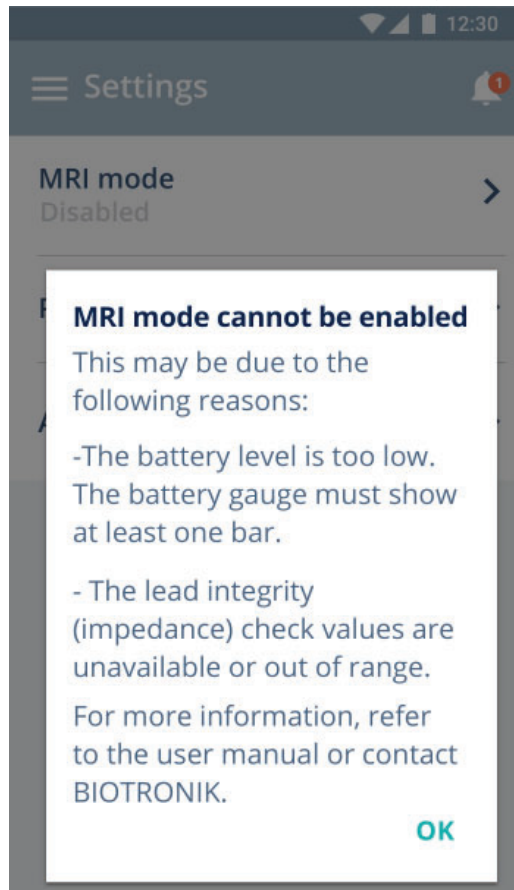 12:30
Settings
1
MRI mode
Disabled
MRI mode cannot be enabled
This may be due to the
following reasons:
-The battery level is too low.
The battery gauge must show
at least one bar.
- The lead integrity
(impedance) check values are
unavailable or out of range.
For more information, refer
to the user manual or contact
BIOTRONIK.
OK